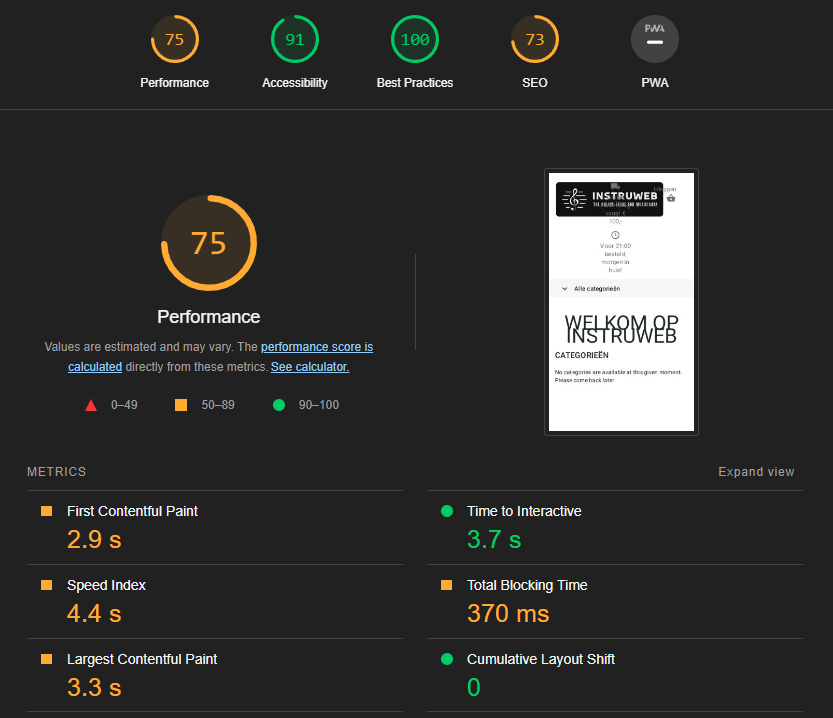 75
91
100
73
PWA
Performance
Accessibility
Best Practices
SEO
PWA
75
Performance
Values are estimated and may vary. The performance score is
calculated directly from these metrics. See calculator.
0–49
50–89
90–100
INSTRUWEB
Inloggen
vanaf €
100,-
Voor 21:00
besteld,
morgen in
huis!
Alle categorieën
WELKOM OP
INSTRUWEB
CATEGORIEËN
No categories are available at this given moment.
Please come back later
METRICS
Expand view
First Contentful Paint
2.9 s
Time to Interactive
3.7 s
Speed Index
4.4 s
Total Blocking Time
370 ms
Largest Contentful Paint
3.3 s
Cumulative Layout Shift
0